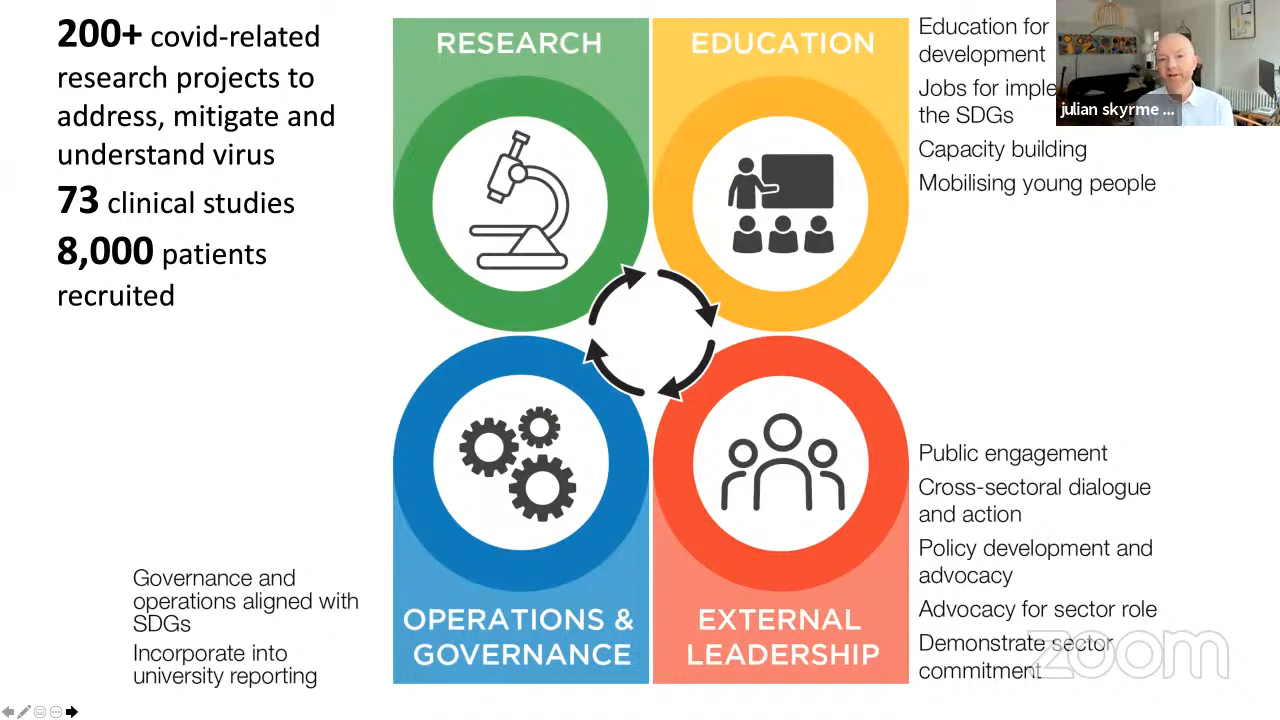 200+ covid-related
research projects to
address, mitigate and
understand virus
73 clinical studies
8,000 patients
recruited
RESEARCH
EDUCATION
Education for
development
Jobs for
the SDGs
Capacity building
Mobilising young people
julian skyrme ...
Governance and
operations aligned with
SDGs
Incorporate into
university reporting
OPERATIONS &
GOVERNANCE
EXTERNAL
LEADERSHIP
Public engagement
Cross-sectoral dialogue
and action
Policy development and
advocacy
Advocacy for sector role
Demonstrate sector
commitment
zoom